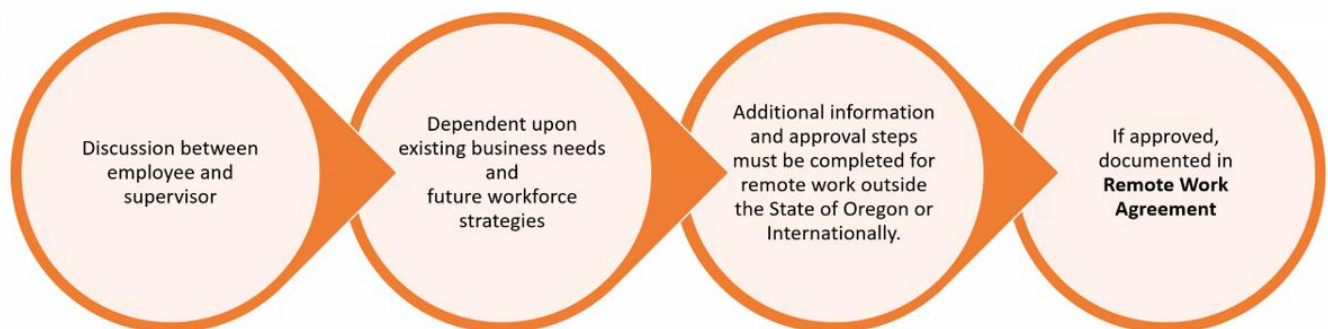 Discussion between
employee and
supervisor
Dependent upon
existing business needs
and
future workforce
strategies
Additional information
and approval steps
must be completed for
remote work outside
the State of Oregon or
Internationally.
If approved,
documented in
Remote Work
Agreement